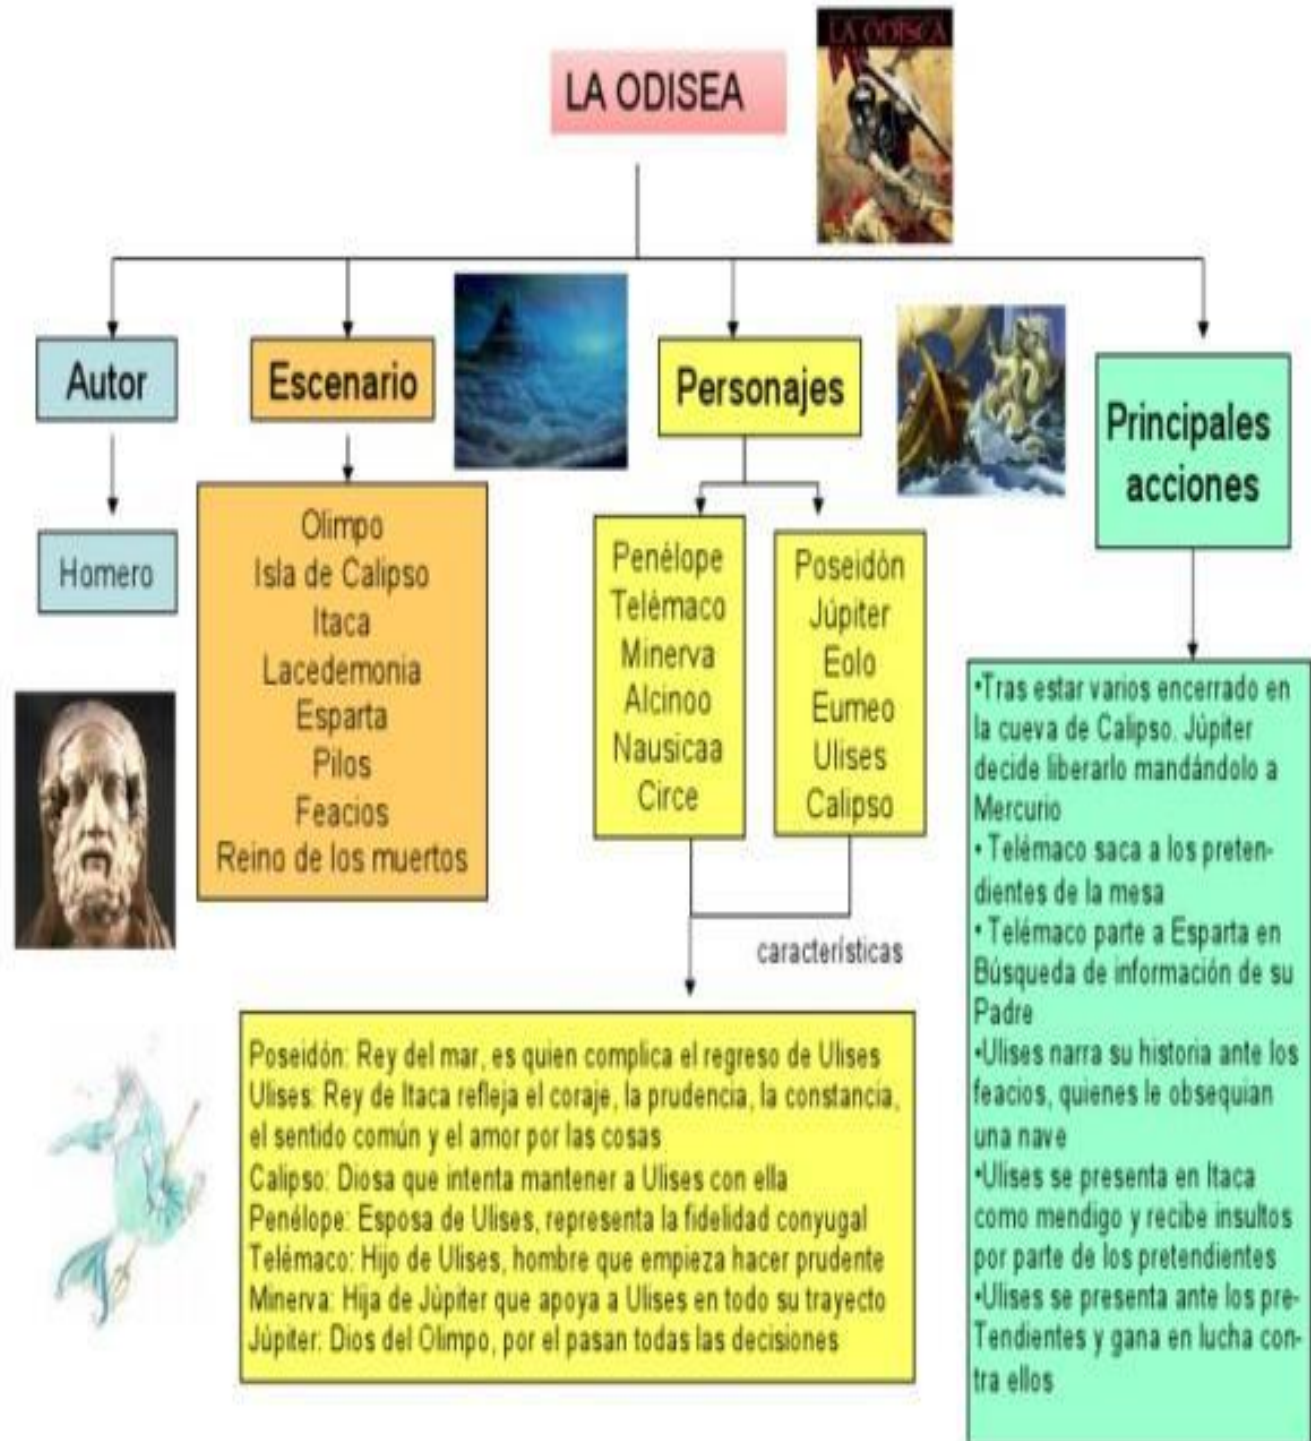 LA ODISEA
LA ODISEA
Autor
Homero
Escenario
Olimpo
Isla de Calipso
Itaca
Lacedemonia
Esparta
Pilos
Feacios
Reino de los muertos
Personajes
Penélope
Telémaco
Minerva
Alcinoo
Nausicaa
Circe
Poseidón
Júpiter
Eolo
Eumeo
Ulises
Calipso
características
Poseidón: Rey del mar, es quien complica el regreso de Ulises
Ulises: Rey de Itaca refleja el coraje, la prudencia, la constancia,
el sentido común y el amor por las cosas
Calipso: Diosa que intenta mantener a Ulises con ella
Penélope: Esposa de Ulises, representa la fidelidad conyugal
Telémaco: Hijo de Ulises, hombre que empieza hacer prudente
Minerva: Hija de Júpiter que apoya a Ulises en todo su trayecto
Júpiter: Dios del Olimpo, por el pasan todas las decisiones
Principales
acciones
•Tras estar varios encerrado en
la cueva de Calipso. Júpiter
decide liberarlo mandándolo a
Mercurio
• Telémaco saca a los preten-
dientes de la mesa
• Telémaco parte a Esparta en
Búsqueda de información de su
Padre
•Ulises narra su historia ante los
feacios, quienes le obsequian
una nave
•Ulises se presenta en Itaca
como mendigo y recibe insultos
por parte de los pretendientes
•Ulises se presenta ante los pre-
Tendientes y gana en lucha con-
tra ellos